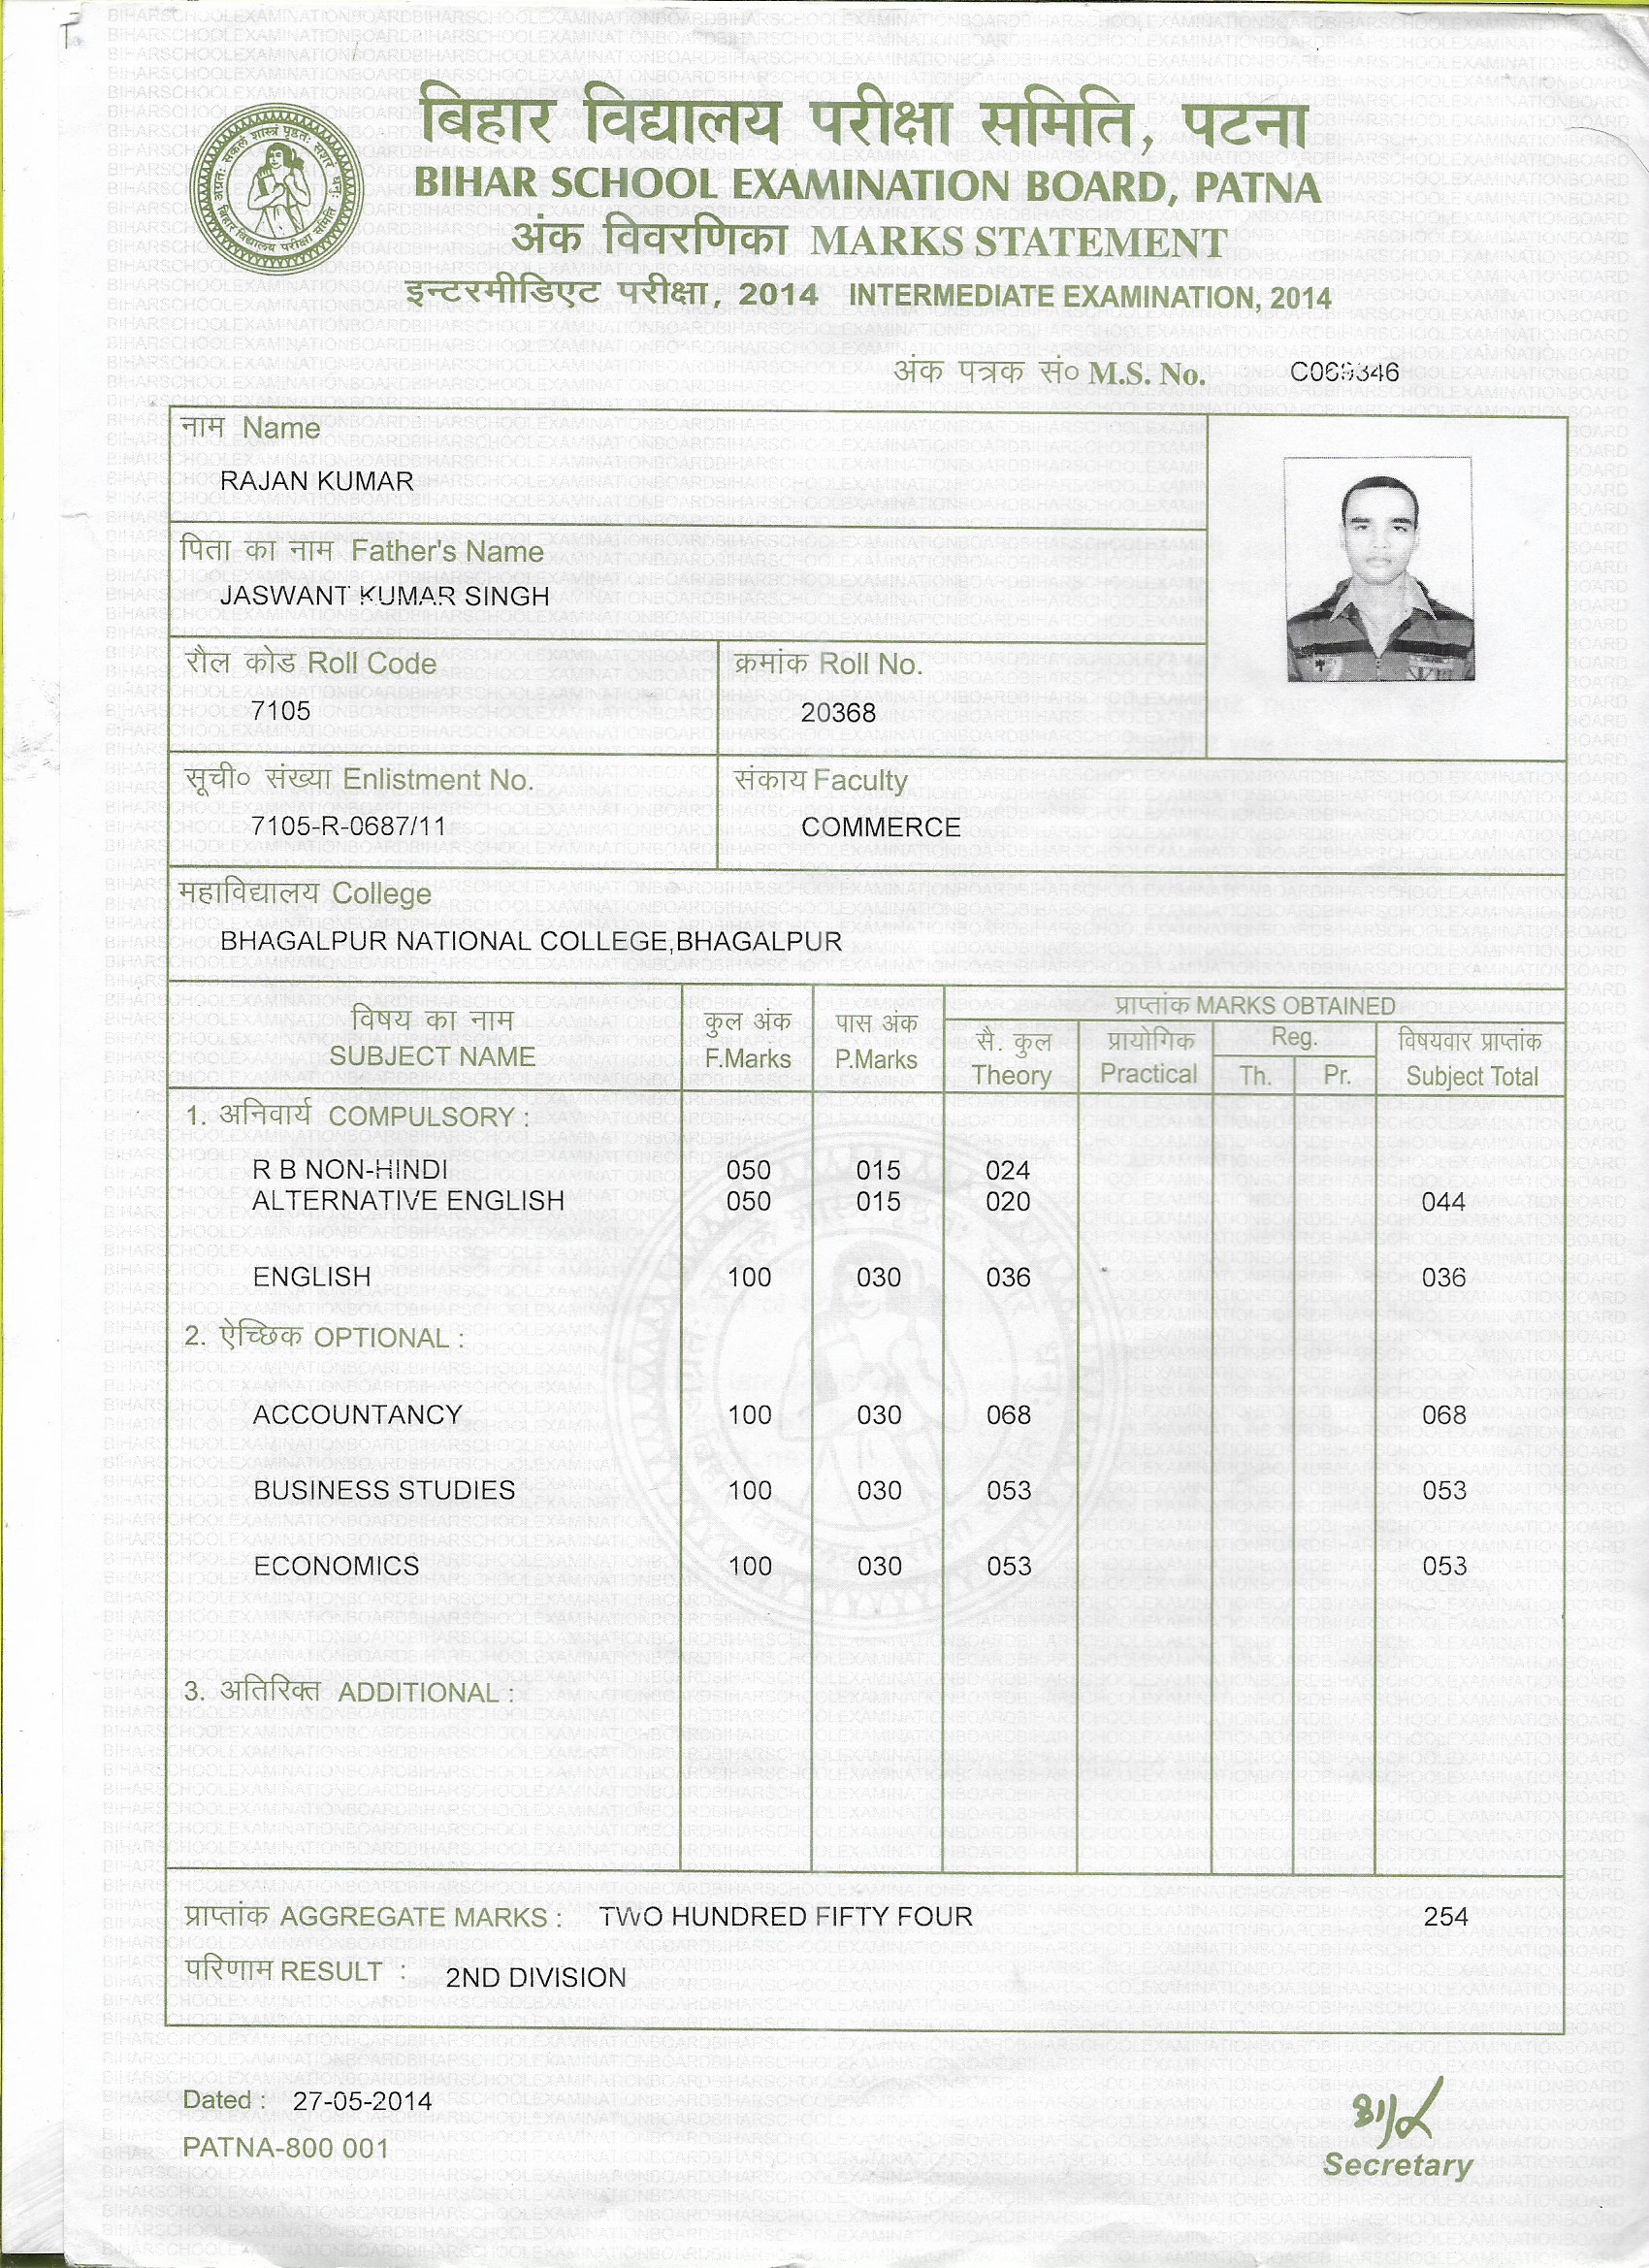 बिहार विद्यालय परीक्षा समिति, पटना
BIHAR SCHOOL EXAMINATION BOARD, PATNA
अंक विवरणिका MARKS STATEMENT
इन्टरमीडिएट परीक्षा, 2014 INTERMEDIATE EXAMINATION, 2014
अंक पत्रक सं० M.S. No. C069346
नाम Name
RAJAN KUMAR
पिता का नाम Father's Name
JASWANT KUMAR SINGH
रौल कोड Roll Code क्रमांक Roll No.
7105 20368
सूची० संख्या Enlistment No. संकाय Faculty
7105-R-0687/11 COMMERCE
महाविद्यालय College
BHAGALPUR NATIONAL COLLEGE,BHAGALPUR
प्राप्तांक MARKS OBTAINED
विषय का नाम कुल अंक पास अंक सै. कुल प्रायोगिक Reg. विषयवार प्राप्तांक
SUBJECT NAME F.Marks P.Marks Theory Practical Th. Pr. Subject Total
1. अनिवार्य COMPULSORY :
R B NON-HINDI 050 015 024
ALTERNATIVE ENGLISH 050 015 020 044
ENGLISH 100 030 036 036
2. ऐच्छिक OPTIONAL :
ACCOUNTANCY 100 030 068 068
BUSINESS STUDIES 100 030 053 053
ECONOMICS 100 030 053 053
3. अतिरिक्त ADDITIONAL :
प्राप्तांक AGGREGATE MARKS : TWO HUNDRED FIFTY FOUR 254
परिणाम RESULT : 2ND DIVISION
Dated : 27-05-2014
PATNA-800 001
Secretary